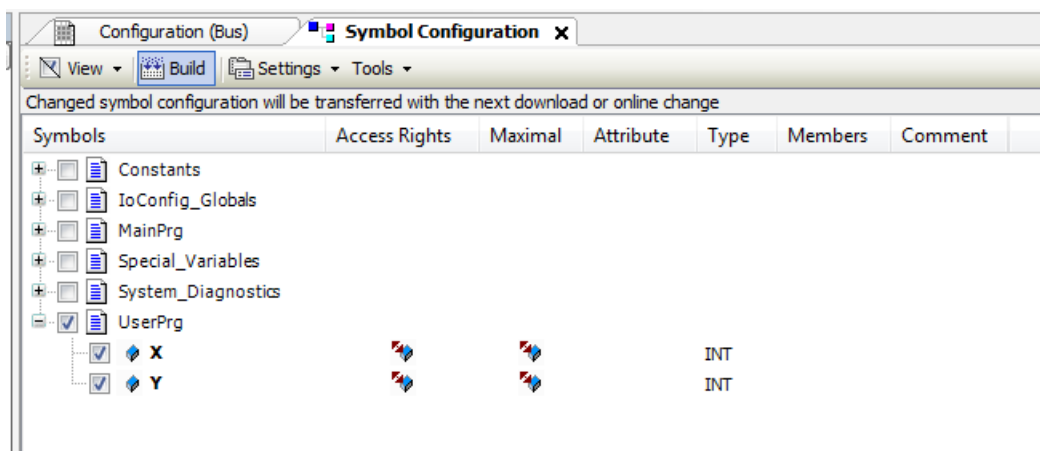 Configuration (Bus) Symbol Configuration
View Build Settings Tools
Changed symbol configuration will be transferred with the next download or online change
Symbols Access Rights Maximal Attribute Type Members Comment
Constants
IoConfig_Globals
MainPrg
Special_Variables
System_Diagnostics
UserPrg
X INT
Y INT